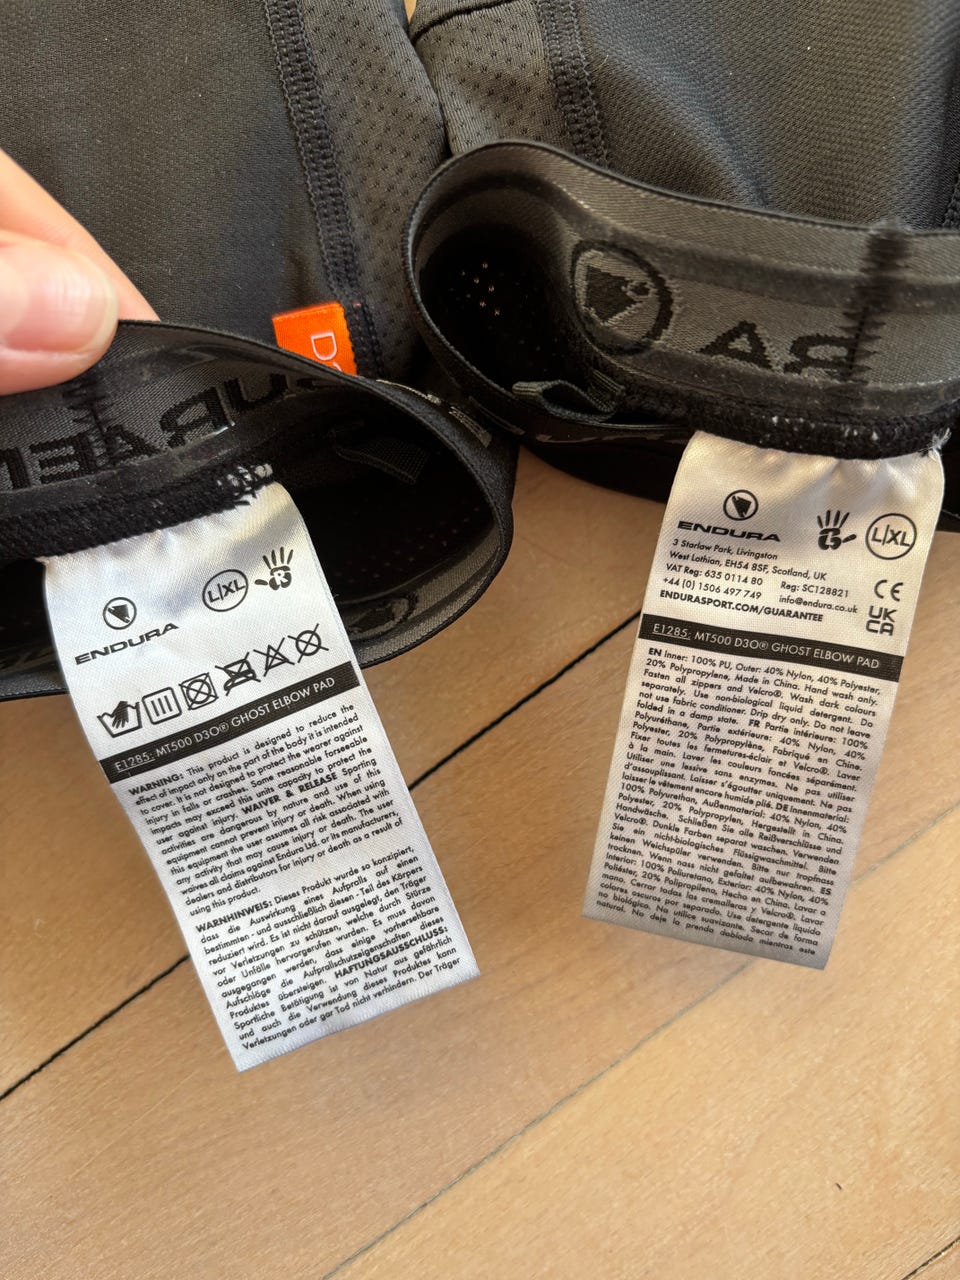 D3
ENDURA
L|XL
R
E1285: MT500 D3O® GHOST ELBOW PAD
WARNING: This product is designed to reduce the
effect of impact only on the part of the body it is intended
to cover. It is not designed to protect the wearer against
injury in falls or crashes. Some reasonable foreseeable
impacts may exceed this units capacity to protect the
user against injury. WAIVER & RELEASE Sporting
activities are dangerous by nature and use of this
equipment cannot prevent injury or death. When using
this equipment the user assumes all risk associated with
any activity that may cause injury or death. The user
waives all claims against Endura Ltd. or its manufacturers,
dealers and distributors for injury or death as a result of
using this product.
WARNHINWEIS: Dieses Produkt wurde so konzipiert,
dass die Auswirkung eines Aufpralls auf einen
bestimmten - und auschließlich diesen - Teil des Körpers
reduziert wird. Es ist nicht darauf ausgelegt, den Träger
vor Verletzungen zu schützen, welche durch Stürze
oder Unfälle hervorgerufen wurden. Es muss davon
ausgegangen werden, dass einige vorhersehbare
Aufschläge die Aufprallschutzeigenschaften dieses
Produktes übersteigen. HAFTUNGSAUSSCHLUSS:
Sportliche Betätigung ist von Natur aus gefährlich
und auch die Verwendung dieses Produktes kann
Verletzungen oder gar Tod nicht verhindern. Der Träger
ENDURA
L
L|XL
3 Starlaw Park, Livingston
West Lothian, EH54 8SF, Scotland, UK
VAT Reg: 635 0114 80 Reg: SC128821
+44 (0) 1506 497 749 info@endura.co.uk
ENDURASPORT.COM/GUARANTEE
CE
UK
CA
E1285: MT500 D3O® GHOST ELBOW PAD
EN Inner: 100% PU, Outer: 40% Nylon, 40% Polyester,
20% Polypropylene, Made in China. Hand wash only.
Fasten all zippers and Velcro®. Wash dark colours
separately. Use non-biological liquid detergent. Do
not use fabric conditioner. Drip dry only. Do not leave
folded in a damp state. FR Partie intérieure: 100%
Polyuréthane, Partie extérieure: 40% Nylon, 40%
Polyester, 20% Polypropylène, Fabriqué en Chine.
Fixer toutes les fermetures-éclair et Velcro®. Laver
à la main. Laver les couleurs foncées séparément.
Utiliser une lessive sans enzymes. Ne pas utiliser
d'assouplissant. Laisser s'égoutter uniquement. Ne pas
laisser le vêtement encore humide plié. DE Innenmaterial:
100% Polyurethan, Außenmaterial: 40% Nylon, 40%
Polyester, 20% Polypropylen, Hergestellt in China.
Handwäsche. Schließen Sie alle Reißverschlüsse und
Velcro®. Dunkle Farben separat waschen. Verwenden
Sie ein nicht-biologisches Flüssigwaschmittel. Bitte
keinen Weichspüler verwenden. Bitte nur tropfnass
trocknen. Wenn nass nicht gefaltet aufbewahren. ES
Interior: 100% Poliuretano, Exterior: 40% Nylon, 40%
Poliéster, 20% Polipropileno, Hecho en China. Lavar a
mano. Cerrar todas las cremalleras y Velcro®. Lavar
colores oscuros por separado. Use detergente líquido
no biológico. No utilice suavizante. Secar de forma
natural. No deje la prenda doblada mientras este